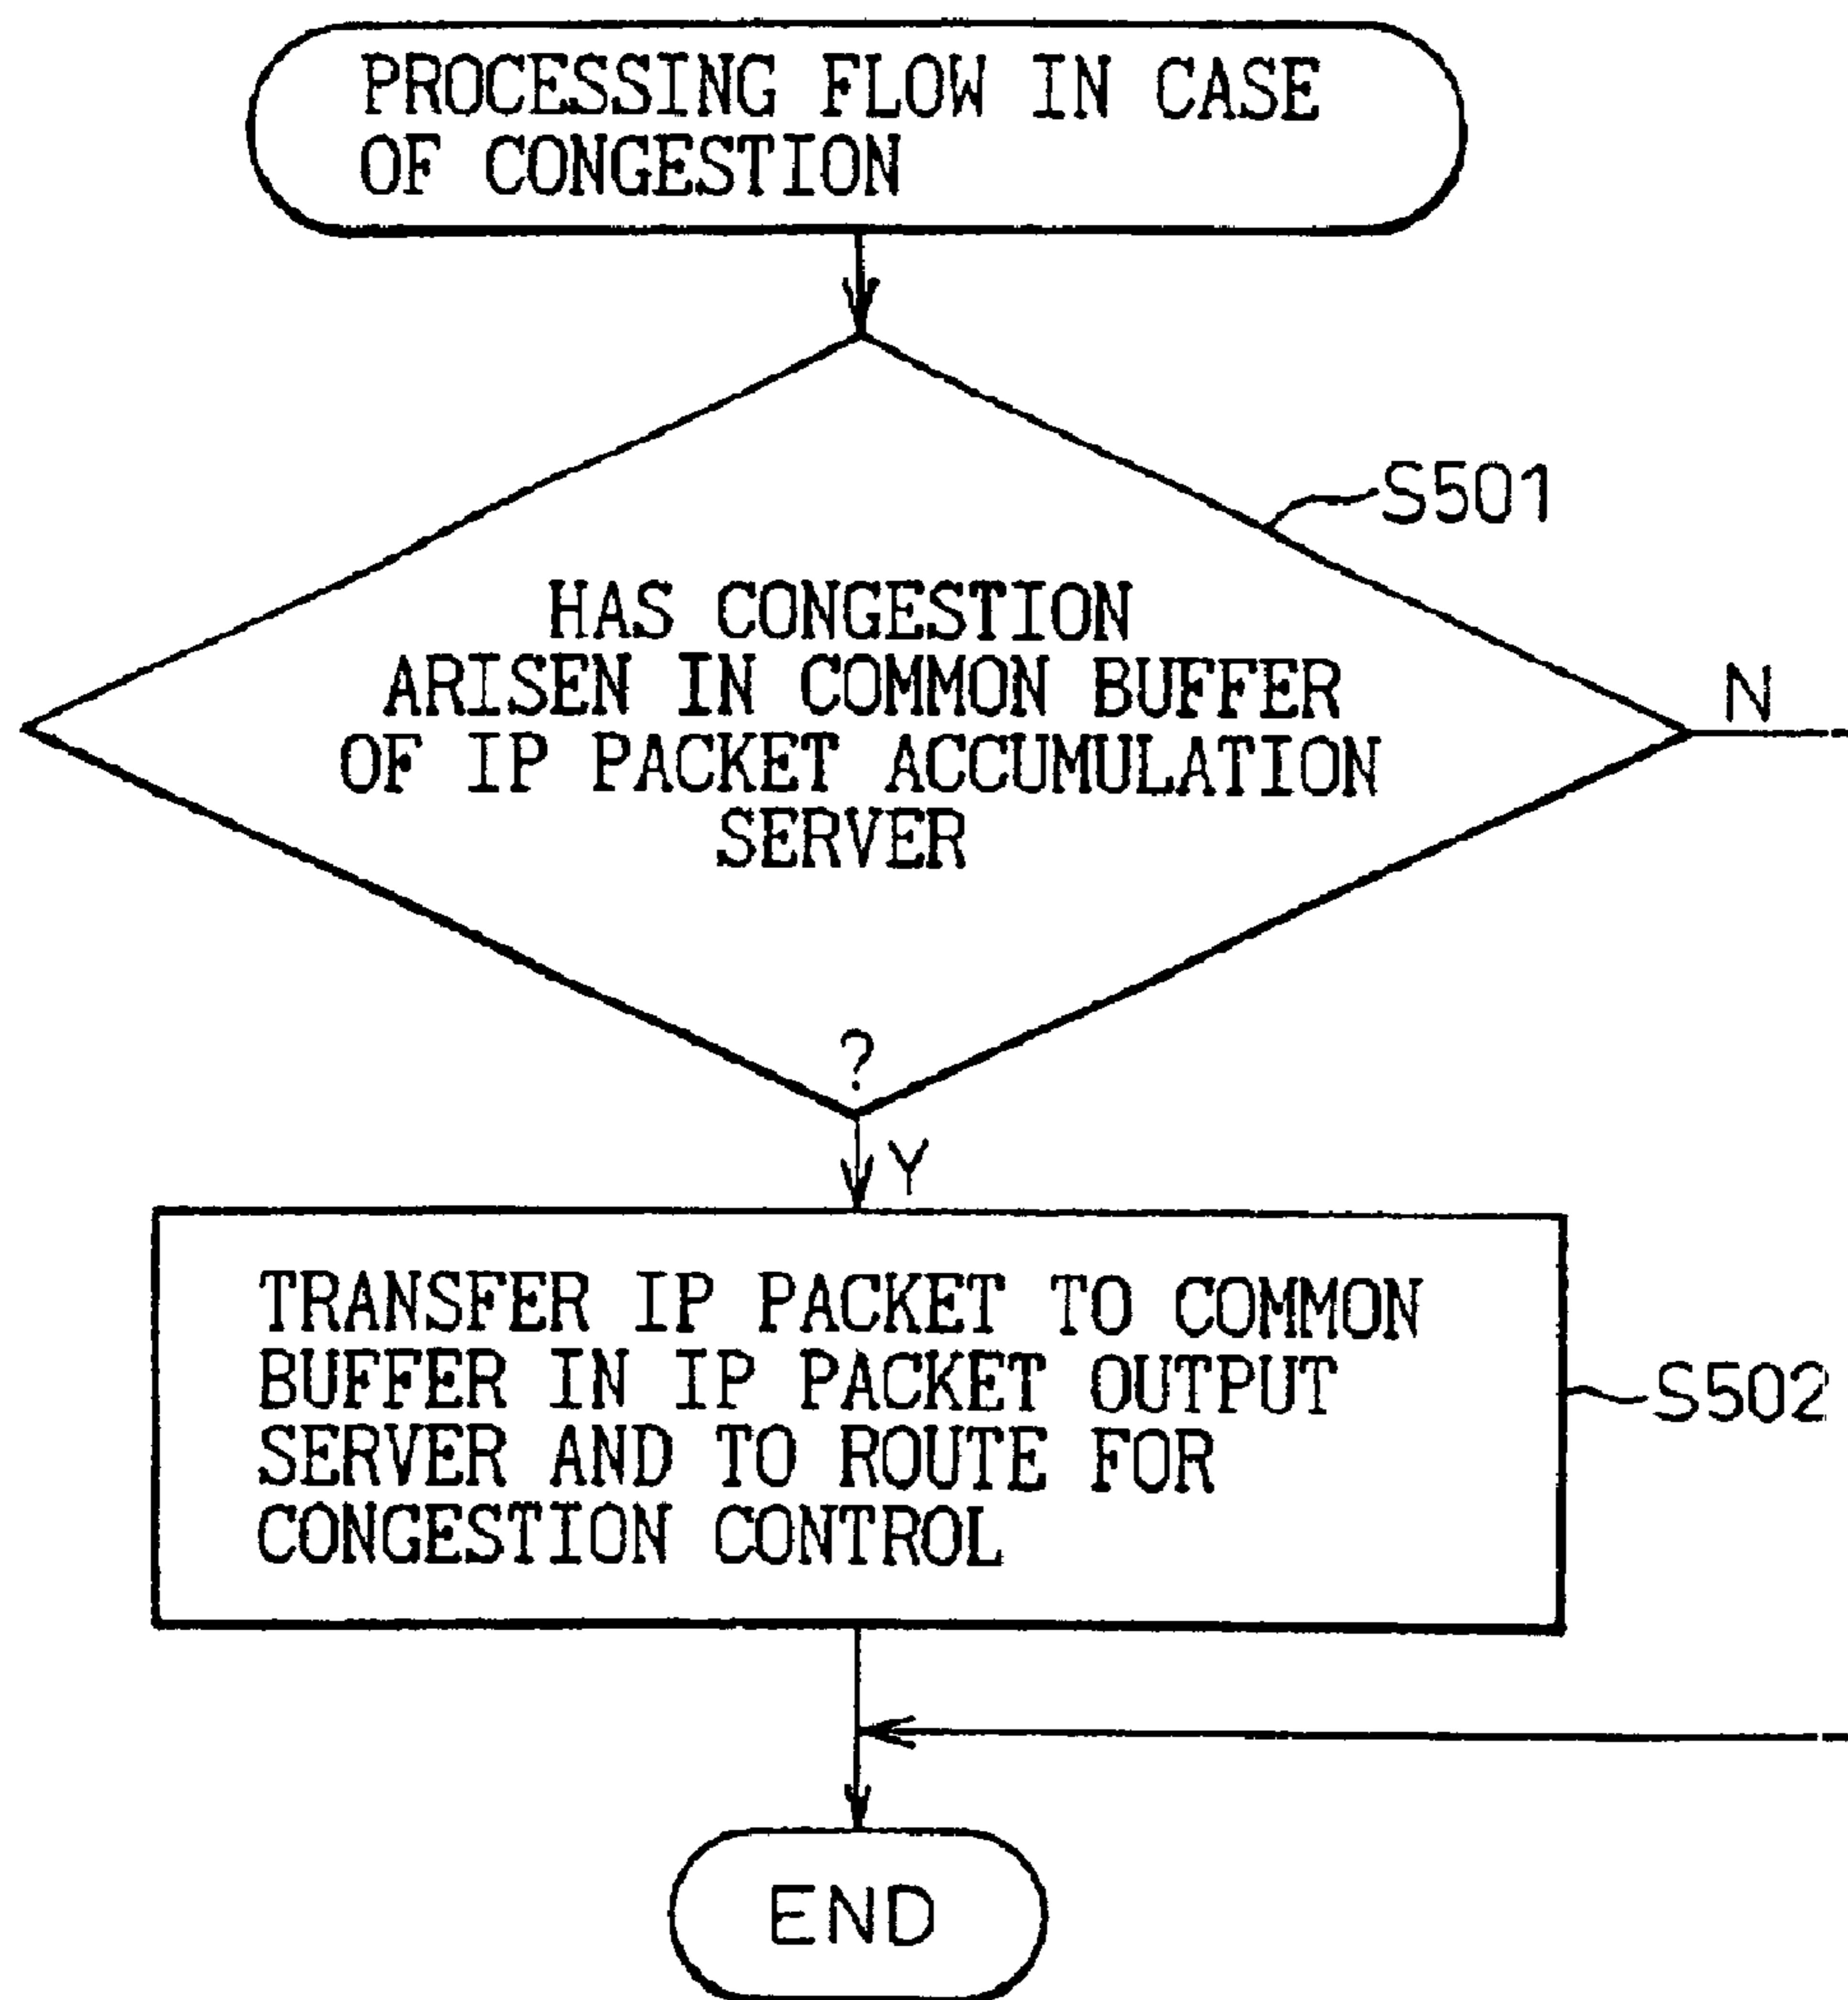 PROCESSING FLOW IN CASE
OF CONGESTION
S501
HAS CONGESTION
ARISEN IN COMMON BUFFER
OF IP PACKET ACCUMULATION
SERVER
?
N
Y
TRANSFER IP PACKET TO COMMON
BUFFER IN IP PACKET OUTPUT
SERVER AND TO ROUTE FOR
CONGESTION CONTROL
S502
END